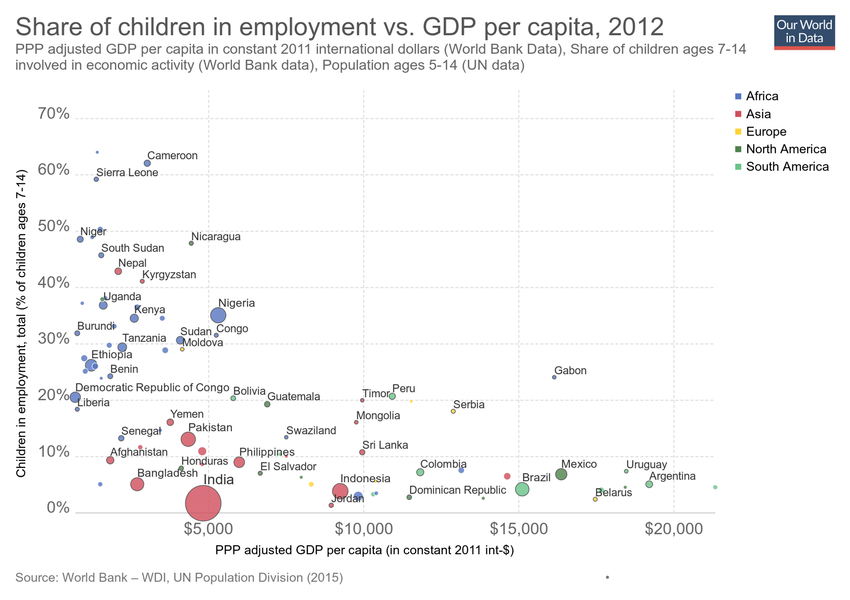 Share of children in employment vs. GDP per capita, 2012
PPP adjusted GDP per capita in constant 2011 international dollars (World Bank Data), Share of children ages 7-14
involved in economic activity (World Bank data), Population ages 5-14 (UN data)
Our World
in Data
Africa
Asia
Europe
North America
South America
Children in employment, total (% of children ages 7-14)
70%
60%
50%
40%
30%
20%
10%
0%
Cameroon
Sierra Leone
Niger
Nicaragua
South Sudan
Nepal
Kyrgyzstan
Uganda
Kenya
Nigeria
Burundi
Sudan
Congo
Tanzania
Moldova
Ethiopia
Benin
Gabon
Democratic Republic of Congo
Bolivia
Guatemala
Timor
Peru
Liberia
Serbia
Yemen
Mongolia
Senegal
Pakistan
Swaziland
Afghanistan
Honduras
Philippines
Sri Lanka
Bangladesh
El Salvador
India
Indonesia
Colombia
Brazil
Mexico
Uruguay
Argentina
Jordan
Dominican Republic
Belarus
$5,000
$10,000
$15,000
$20,000
PPP adjusted GDP per capita (in constant 2011 int-$)
Source: World Bank – WDI, UN Population Division (2015)